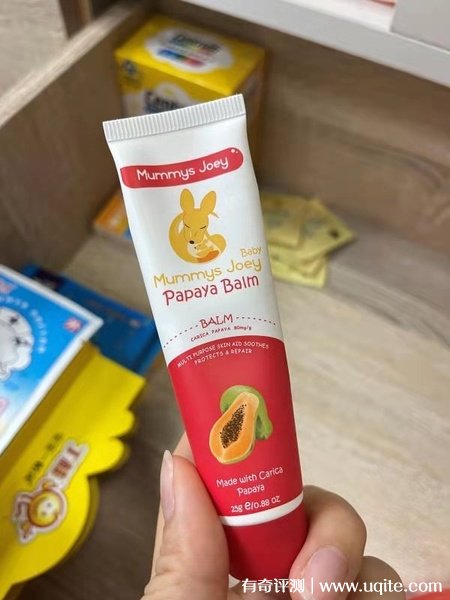 Mummys Joey
Baby
Mummys Joey
Papaya Balm
BALM
CARICA PAPAYA 80mg/g
MULTI PURPOSE SKIN AID SOOTHES
PROTECTS & REPAIR
Made with Carica
Papaya
25g e/0.88 oz
有奇评测 | www.uqite.com